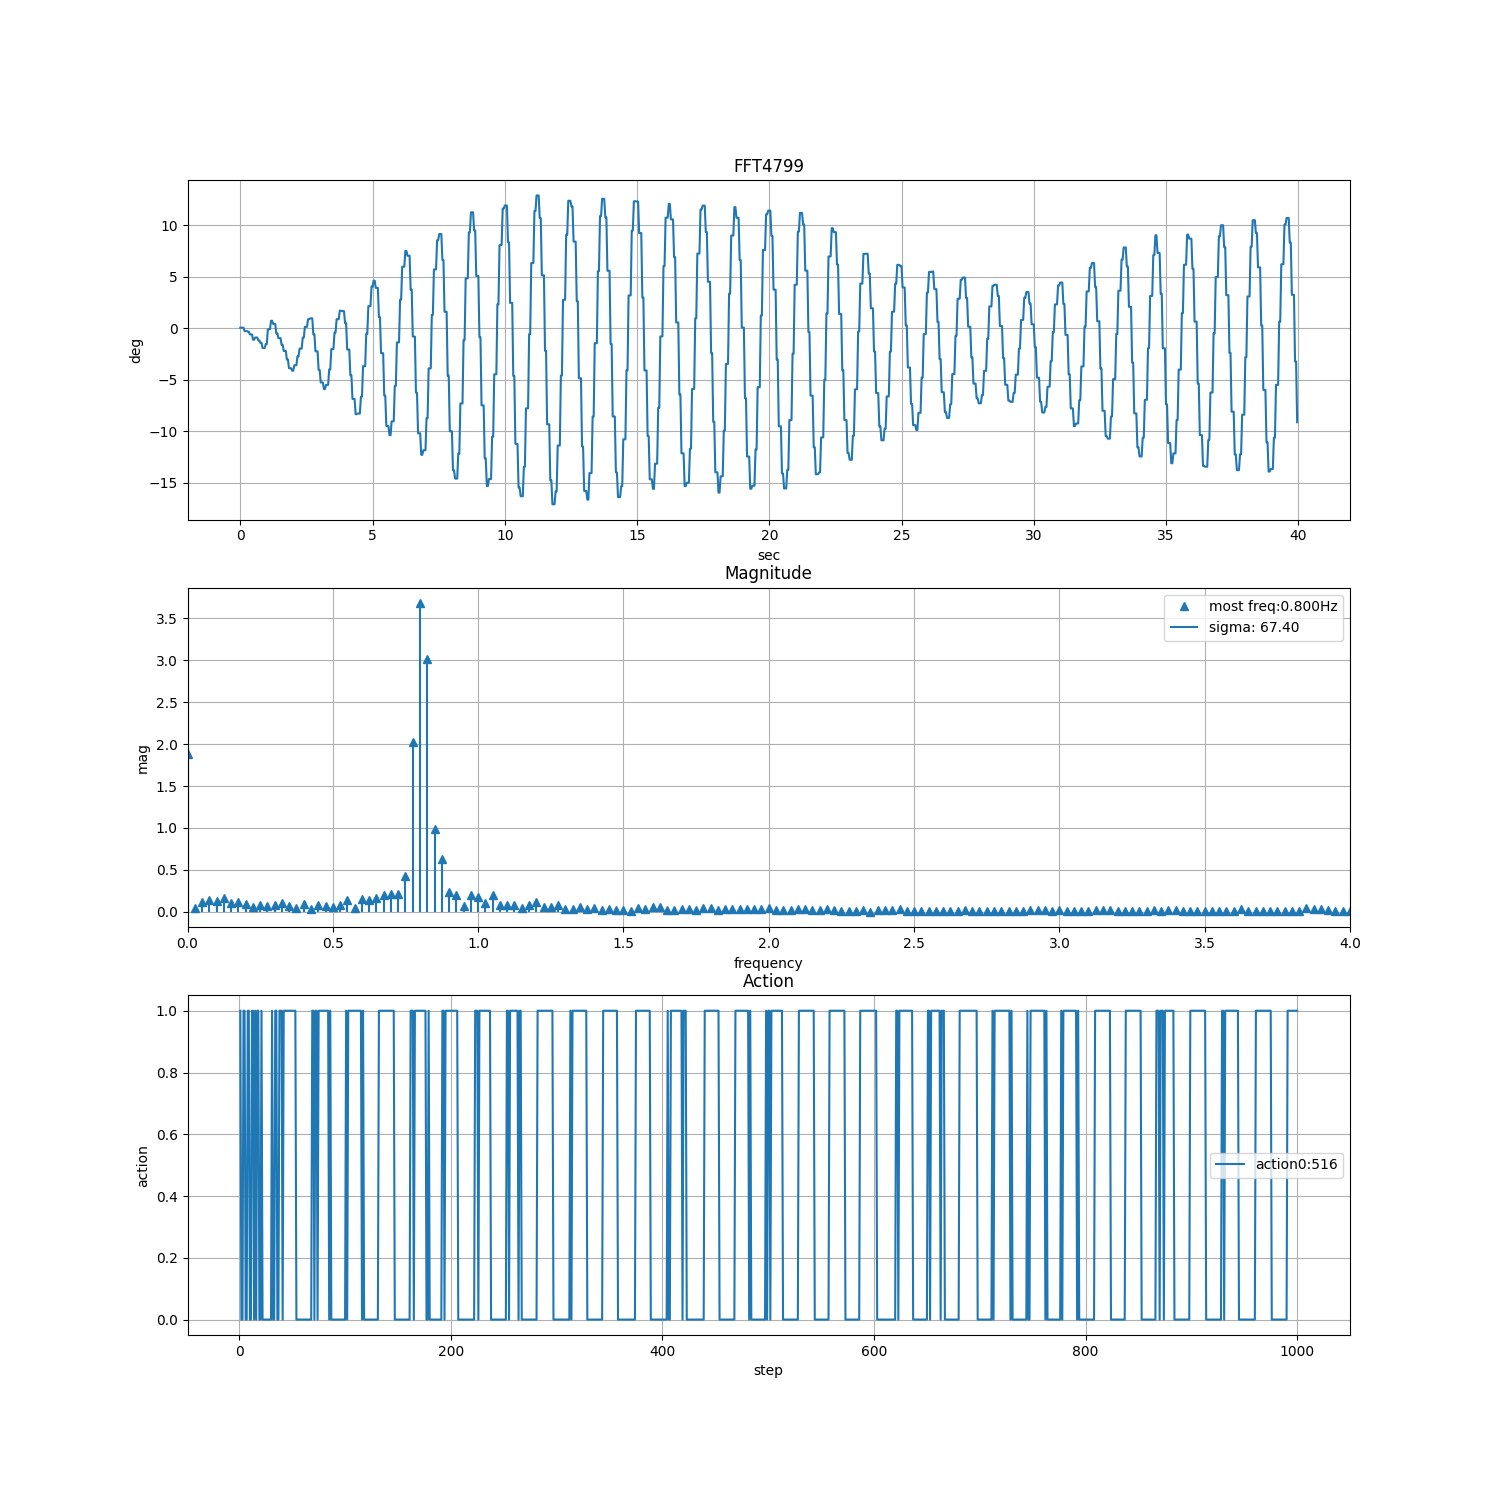 FFT4799
10
5
0
−5
−10
−15
deg
0 5 10 15 20 25 30 35 40
sec
Magnitude
most freq:0.800Hz
sigma: 67.40
3.5
3.0
2.5
2.0
1.5
1.0
0.5
0.0
mag
0.0 0.5 1.0 1.5 2.0 2.5 3.0 3.5 4.0
frequency
Action
1.0
0.8
0.6
0.4
0.2
0.0
action
action0:516
0 200 400 600 800 1000
step